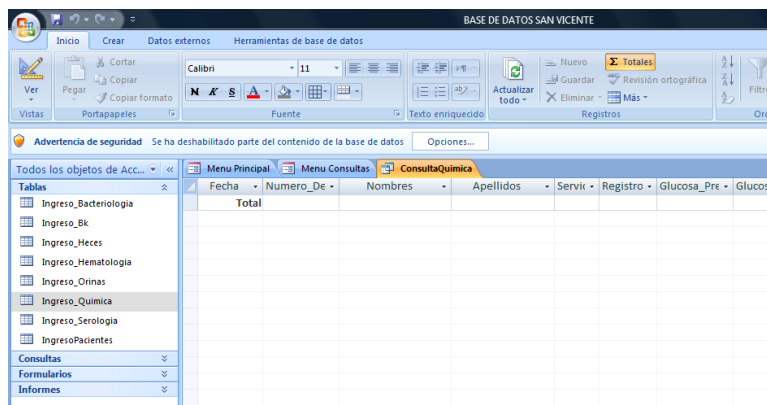 BASE DE DATOS SAN VICENTE
Inicio Crear Datos externos Herramientas de base de datos
Ver
Vistas
Pegar
Cortar
Copiar
Copiar formato
Portapapeles
Calibri 11
N K S A
Fuente
Texto enriquecido
Actualizar todo
Nuevo
Guardar
Eliminar
Σ Totales
Revisión ortográfica
Más
Registros
Advertencia de seguridad Se ha deshabilitado parte del contenido de la base de datos Opciones...
Todos los objetos de Acc...
Menu Principal Menu Consultas ConsultaQuimica
Tablas
Ingreso_Bacteriologia
Ingreso_Bk
Ingreso_Heces
Ingreso_Hematologia
Ingreso_Orinas
Ingreso_Quimica
Ingreso_Serologia
IngresoPacientes
Consultas
Formularios
Informes
Fecha Numero_De Nombres Apellidos Servic Registro Glucosa_Pre Glucos
Total